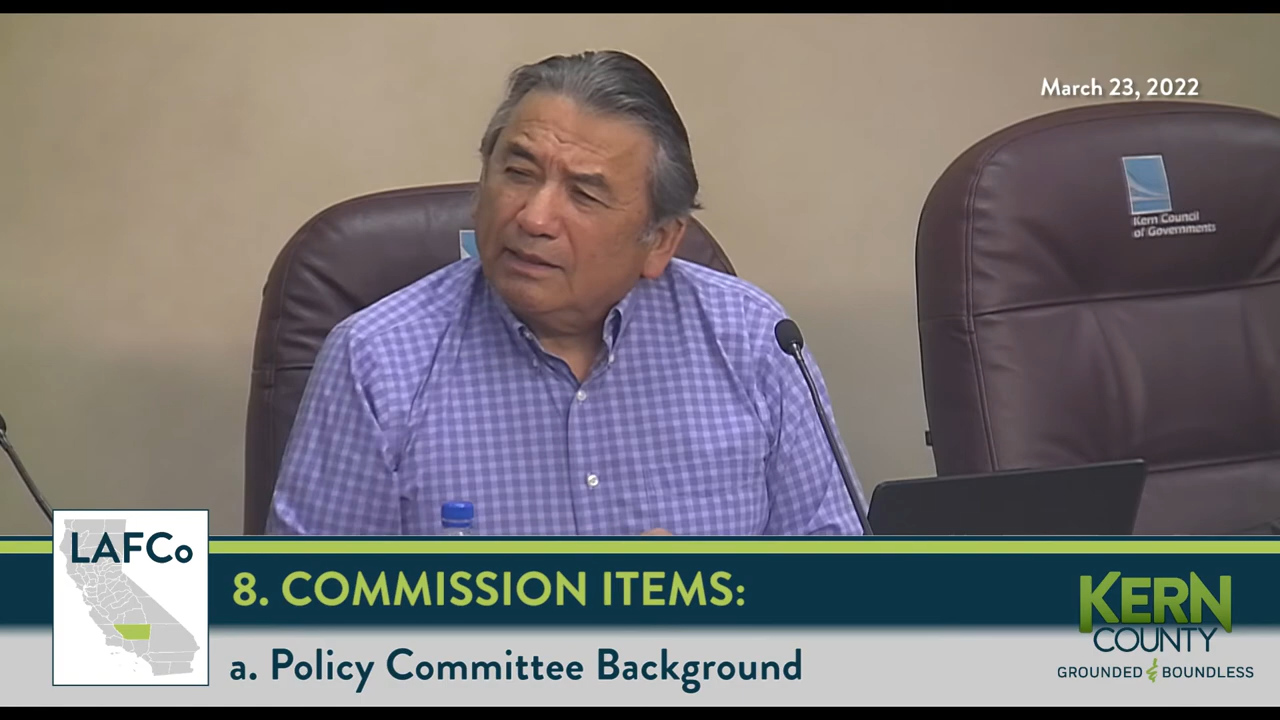 March 23, 2022
Kern Council
of Governments
LAFCo
8. COMMISSION ITEMS:
a. Policy Committee Background
KERN
COUNTY
GROUNDED BOUNDLESS